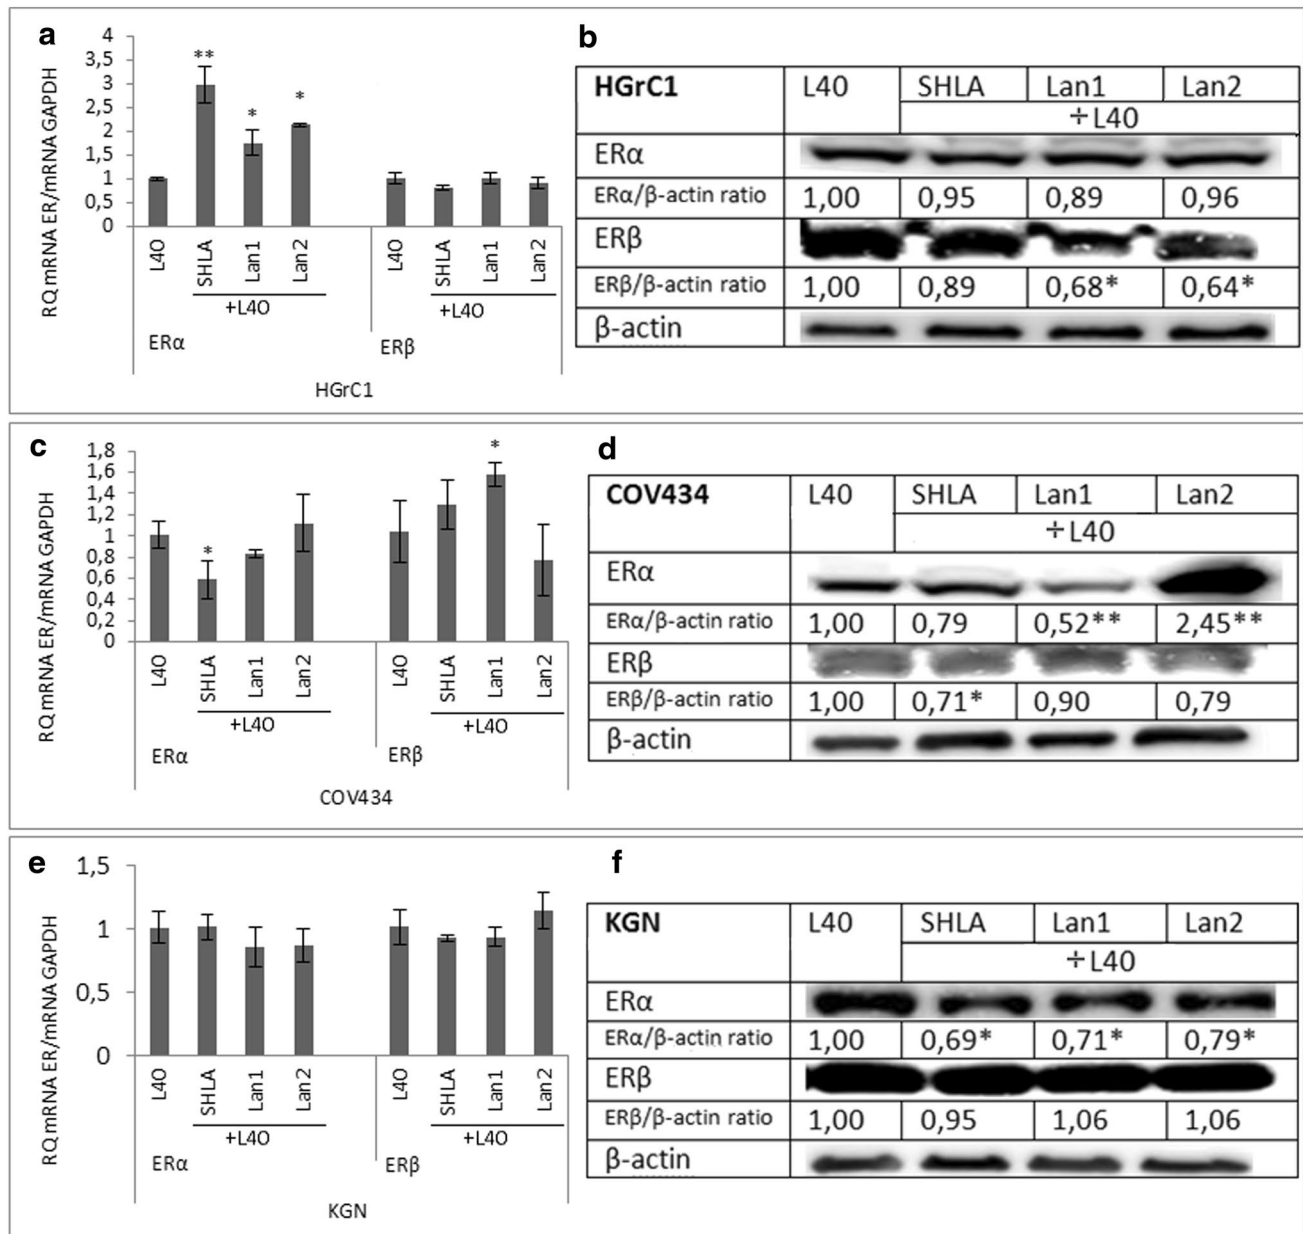 a
RQ mRNA ER/mRNA GAPDH
4
3,5
3
2,5
2
1,5
1
0,5
0
** * *
L40 SHLA Lan1 Lan2 L40 SHLA Lan1 Lan2
+L40 +L40
ERα ERβ
HGrC1
b
HGrC1 L40 SHLA Lan1 Lan2
+L40
ERα
ERα/β-actin ratio 1,00 0,95 0,89 0,96
ERβ
ERβ/β-actin ratio 1,00 0,89 0,68* 0,64*
β-actin
c
RQ mRNA ER/mRNA GAPDH
1,8
1,6
1,4
1,2
1
0,8
0,6
0,4
0,2
0
* *
L40 SHLA Lan1 Lan2 L40 SHLA Lan1 Lan2
+L40 +L40
ERα ERβ
COV434
d
COV434 L40 SHLA Lan1 Lan2
+L40
ERα
ERα/β-actin ratio 1,00 0,79 0,52** 2,45**
ERβ
ERβ/β-actin ratio 1,00 0,71* 0,90 0,79
β-actin
e
RQ mRNA ER/mRNA GAPDH
1,5
1
0,5
0
L40 SHLA Lan1 Lan2 L40 SHLA Lan1 Lan2
+L40 +L40
ERα ERβ
KGN
f
KGN L40 SHLA Lan1 Lan2
+L40
ERα
ERα/β-actin ratio 1,00 0,69* 0,71* 0,79*
ERβ
ERβ/β-actin ratio 1,00 0,95 1,06 1,06
β-actin